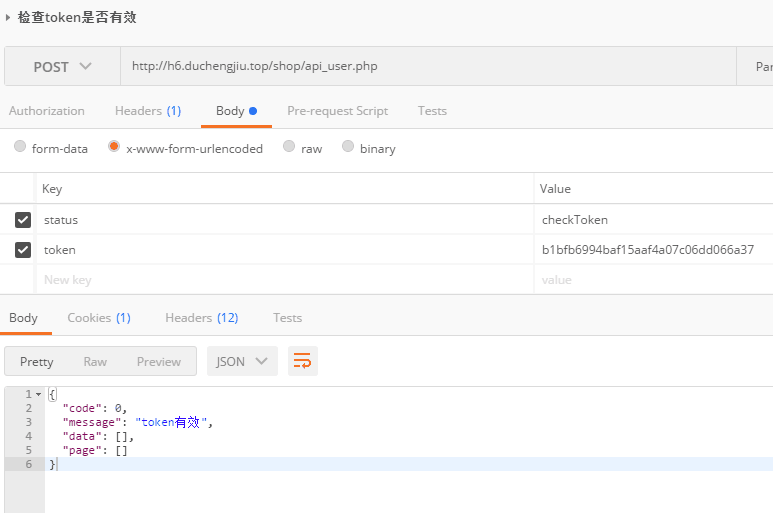 检查token是否有效
POST http://h6.duchengjiu.top/shop/api_user.php Par
Authorization Headers (1) Body Pre-request Script Tests
form-data x-www-form-urlencoded raw binary
Key Value
status checkToken
token b1bfb6994baf15aaf4a07c06dd066a37
New key value
Body Cookies (1) Headers (12) Tests
Pretty Raw Preview JSON
1 {
2 "code": 0,
3 "message": "token有效",
4 "data": [],
5 "page": []
6 }